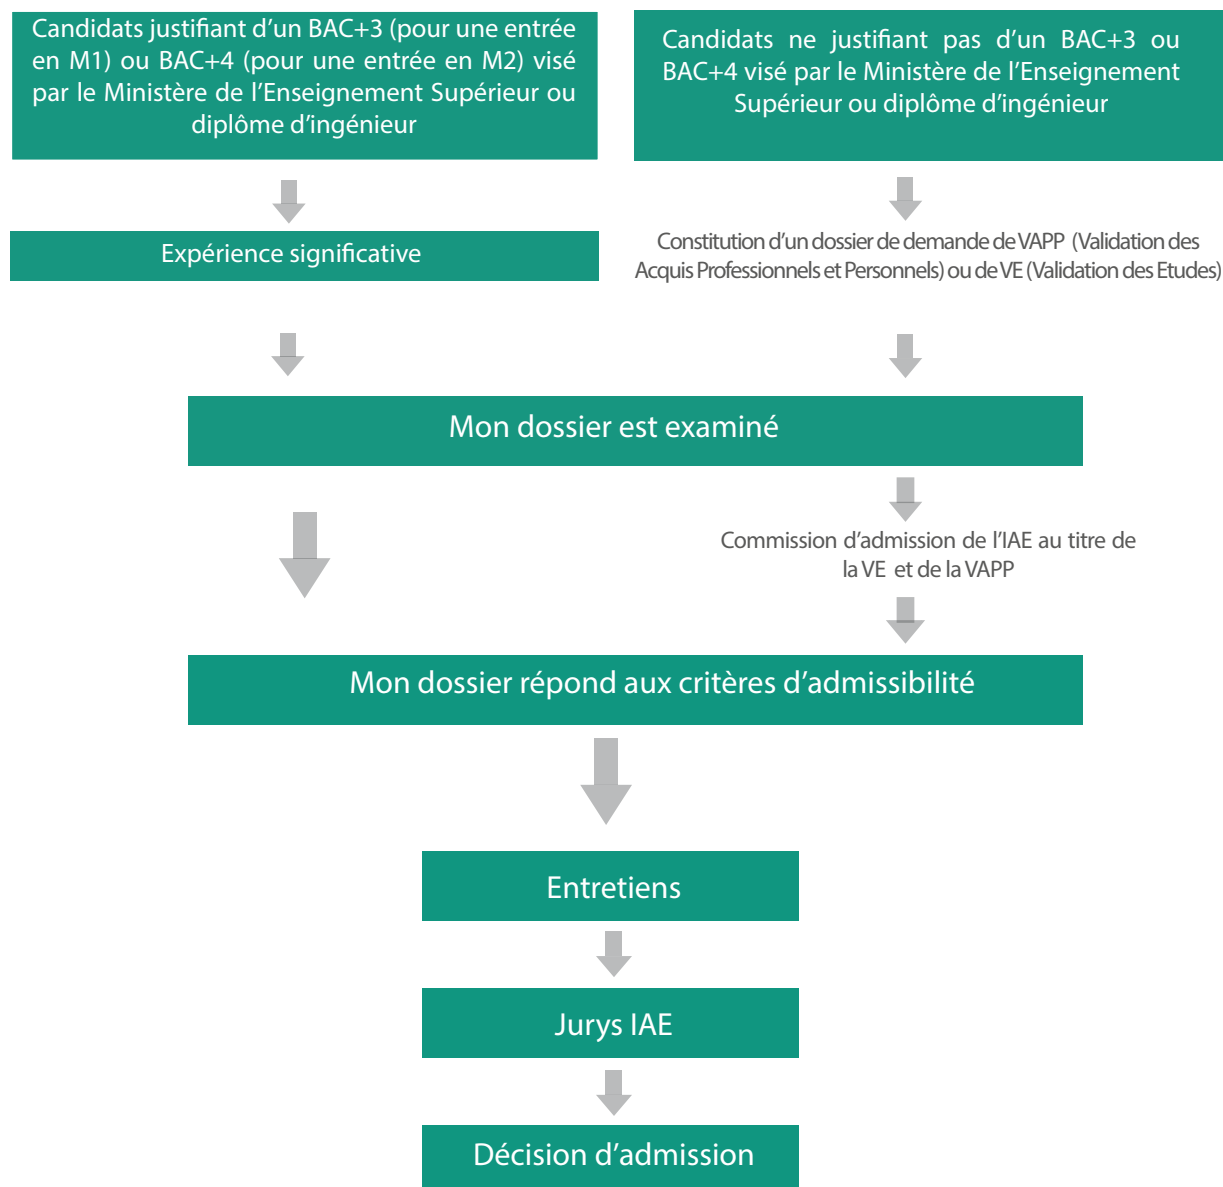 Candidats justifiant d’un BAC+3 (pour une entrée
en M1) ou BAC+4 (pour une entrée en M2) visé
par le Ministère de l’Enseignement Supérieur ou
diplôme d’ingénieur
Candidats ne justifiant pas d’un BAC+3 ou
BAC+4 visé par le Ministère de l’Enseignement
Supérieur ou diplôme d’ingénieur
Expérience significative
Constitution d’un dossier de demande de VAPP (Validation des
Acquis Professionnels et Personnels) ou de VE (Validation des Etudes)
Mon dossier est examiné
Commission d’admission de l’IAE au titre de
la VE et de la VAPP
Mon dossier répond aux critères d’admissibilité
Entretiens
Jurys IAE
Décision d’admission